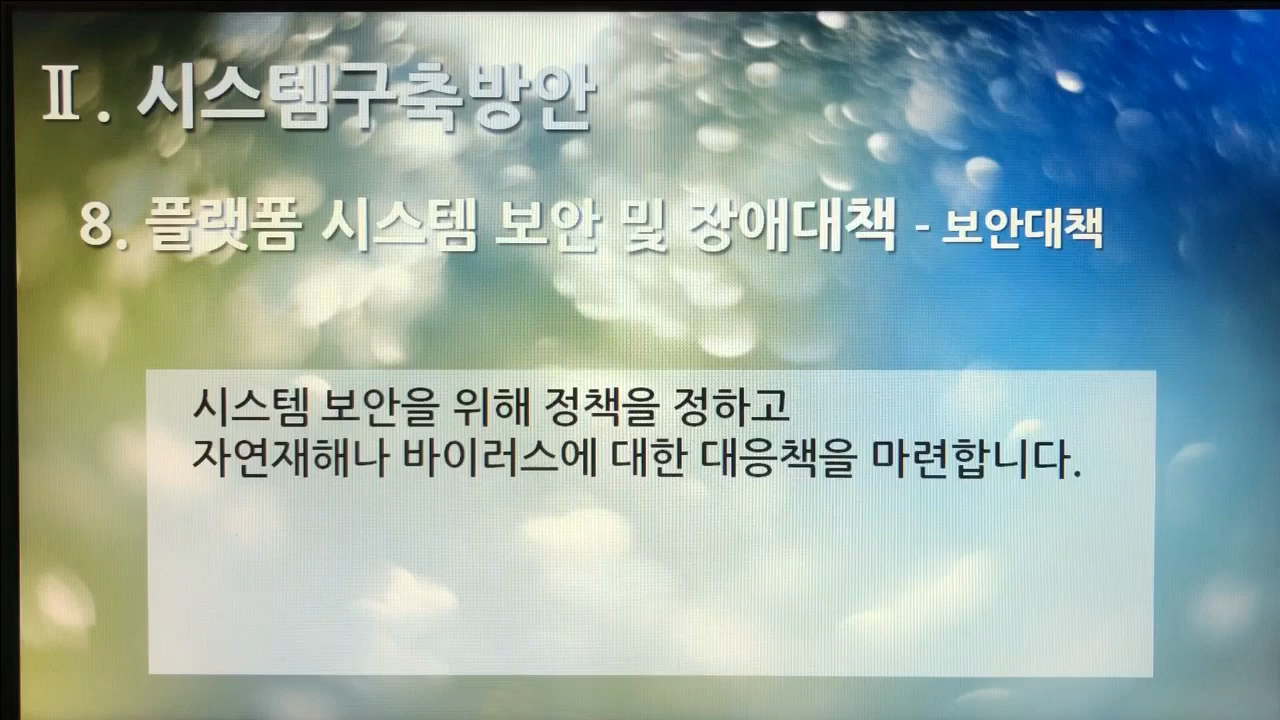 Ⅱ. 시스템구축방안
8. 플랫폼 시스템 보안 및 장애대책 - 보안대책
시스템 보안을 위해 정책을 정하고
자연재해나 바이러스에 대한 대응책을 마련합니다.